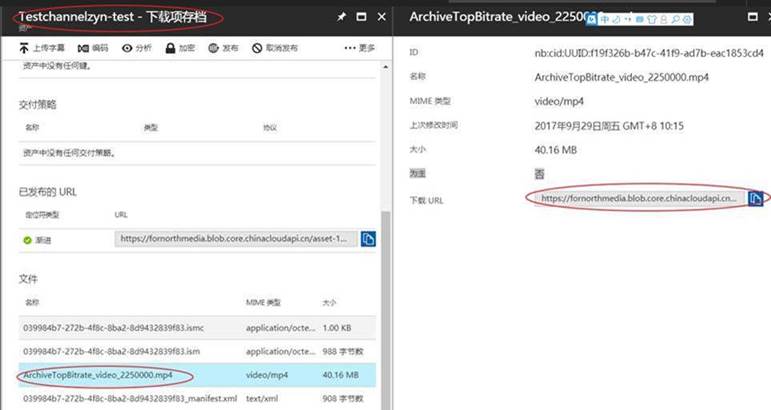 Testchannelzyn-test - 下载项存档
资产
上传字幕 编码 分析 加密 发布 取消发布 ··· 更多
资产中没有任何键。
交付策略
名称 类型 协议
资产中没有任何交付策略。
已发布的 URL
定位符类型 URL
渐进 https://fornorthmedia.blob.core.chinacloudapi.cn/asset-1...
文件
名称 MIME 类型 大小
039984b7-272b-4f8c-8ba2-8d9432839f83.ismc application/octe... 1.00 KB
039984b7-272b-4f8c-8ba2-8d9432839f83.ism application/octe... 988 字节数
ArchiveTopBitrate_video_2250000.mp4 video/mp4 40.16 MB
039984b7-272b-4f8c-8ba2-8d9432839f83_manifest.xml text/xml 908 字节数
ArchiveTopBitrate_video_2250000.mp4
中
ID nb:cid:UUID:f19f326b-b47c-41f9-ad7b-eac1853cd4
名称 ArchiveTopBitrate_video_2250000.mp4
MIME 类型 video/mp4
上次修改时间 2017年9月29日周五 GMT+8 10:15
大小 40.16 MB
为主 否
下载 URL https://fornorthmedia.blob.core.chinacloudapi.cn...